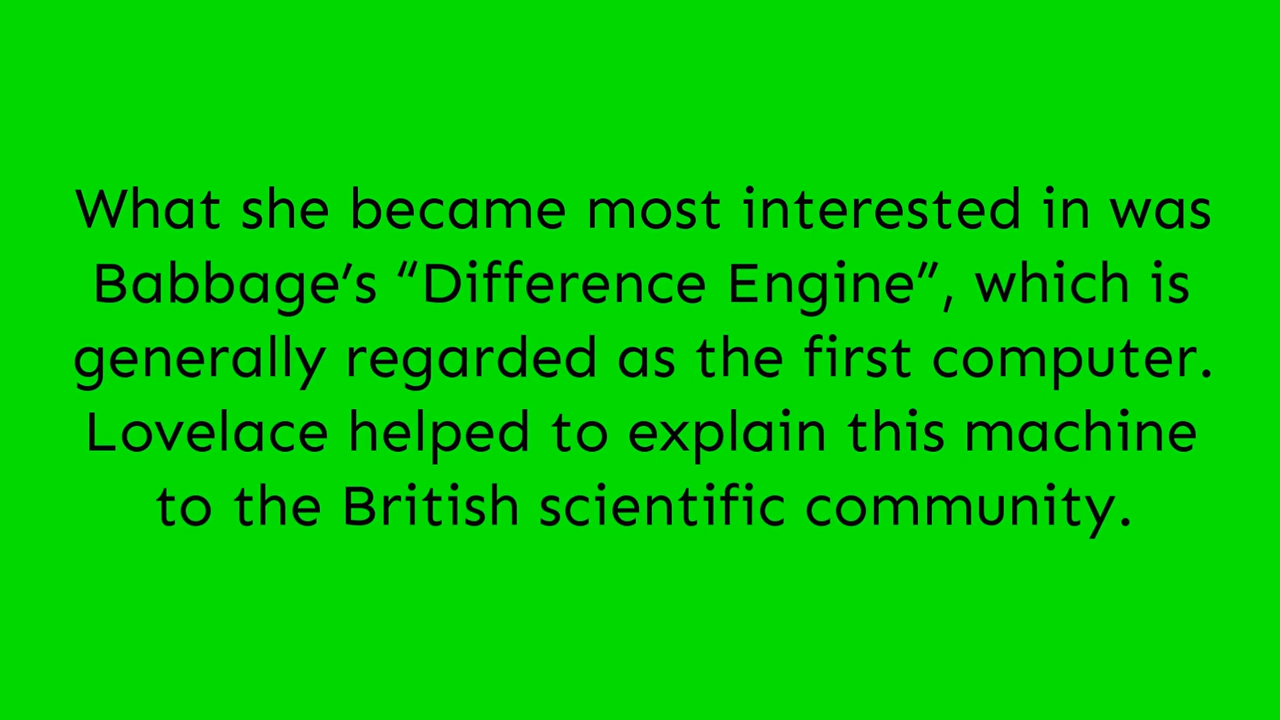 What she became most interested in was
Babbage’s “Difference Engine”, which is
generally regarded as the first computer.
Lovelace helped to explain this machine
to the British scientific community.